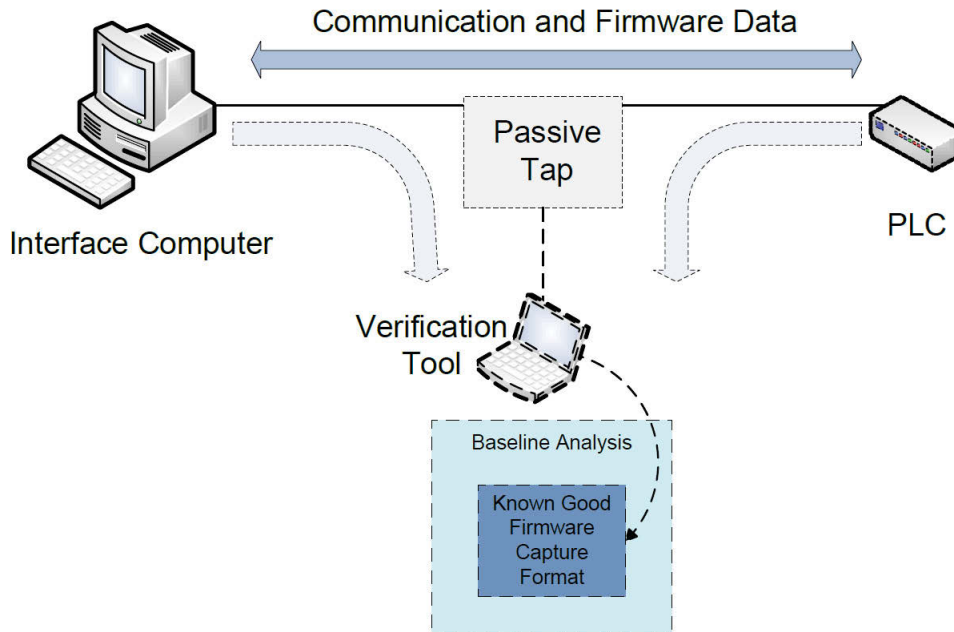 Communication and Firmware Data
Passive
Tap
Interface Computer
PLC
Verification
Tool
Baseline Analysis
Known Good
Firmware
Capture
Format